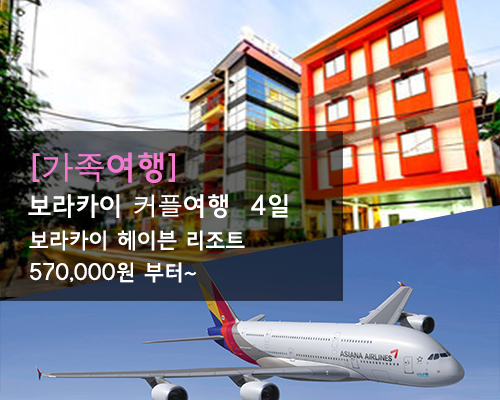 [가족여행]
보라카이 커플여행 4일
보라카이 헤이븐 리조트
570,000원 부터~
ASIANA AIRLINES